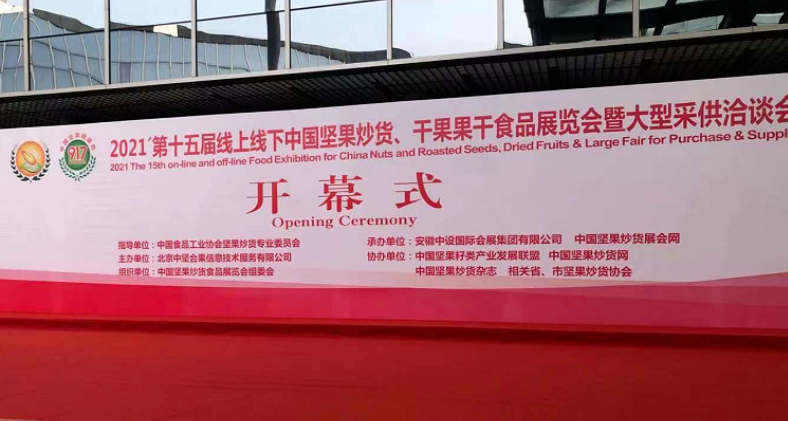 2021'第十五届线上线下中国坚果炒货、干果果干食品展览会暨大型采供洽谈会
2021 The 15th on-line and off-line Food Exhibition for China Nuts and Roasted Seeds, Dried Fruits & Large Fair for Purchase & Suppl
917
开幕式
Opening Ceremony
指导单位：中国食品工业协会坚果炒货专业委员会
主办单位：北京中坚合果信息技术服务有限公司
组织单位：中国坚果炒货食品展览会组委会
承办单位：安徽中设国际会展集团有限公司 中国坚果炒货展会网
协办单位：中国坚果籽类产业发展联盟 中国坚果炒货网
中国坚果炒货杂志 相关省、市坚果炒货协会